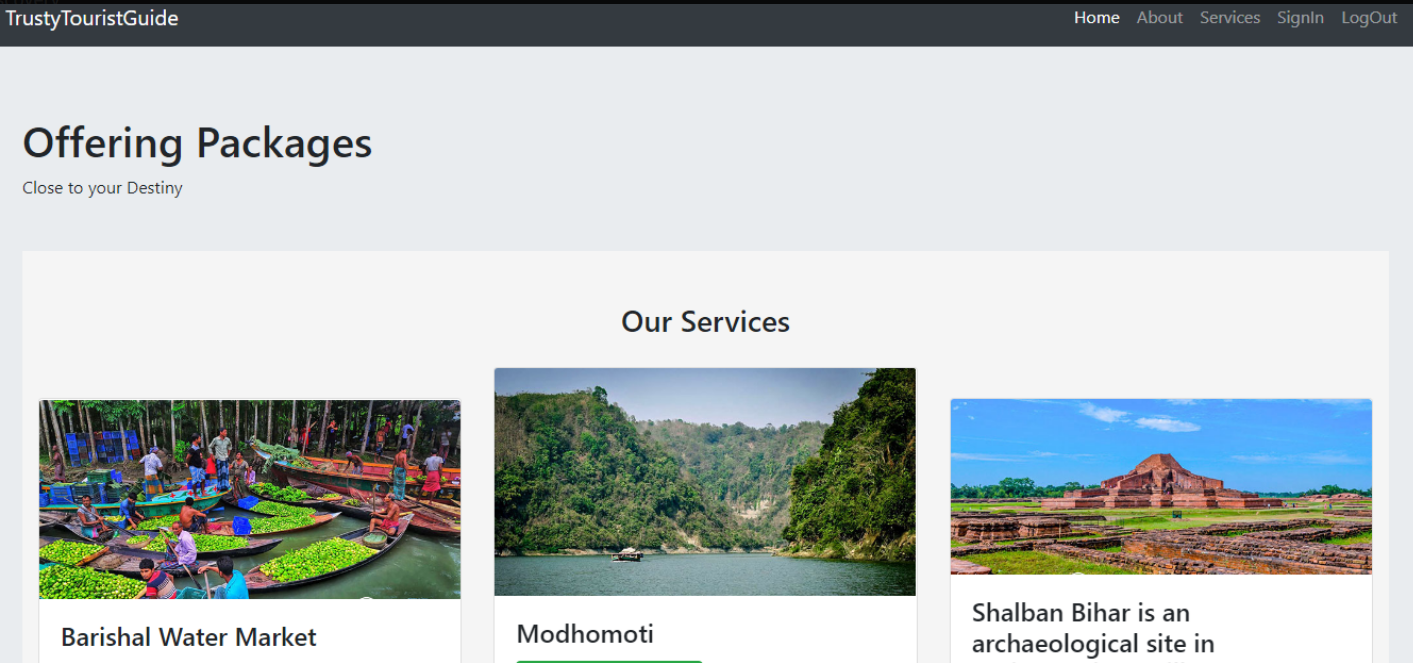 TrustyTouristGuide
Home About Services SignIn LogOut
Offering Packages
Close to your Destiny
Our Services
Barishal Water Market
Modhomoti
Shalban Bihar is an
archaeological site in